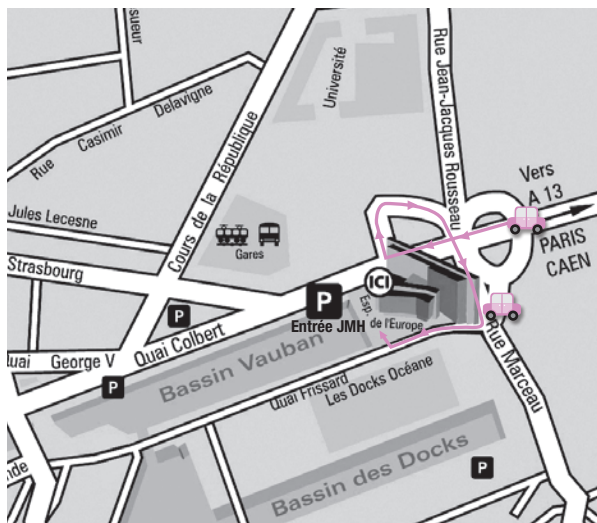 sueur
Rue Casimir Delavigne
Université
Rue Jean-Jacques Rousseau
Cours de la République
Vers
A 13
PARIS
CAEN
Jules Lecesne
Gares
Strasbourg
ICI
P
P
Entrée JMH
Esp.
de l'Europe
Quai Colbert
uai George V
P
Bassin Vauban
Quai Frissard
Les Docks Océane
Rue Marceau
nde
Bassin des Docks
P